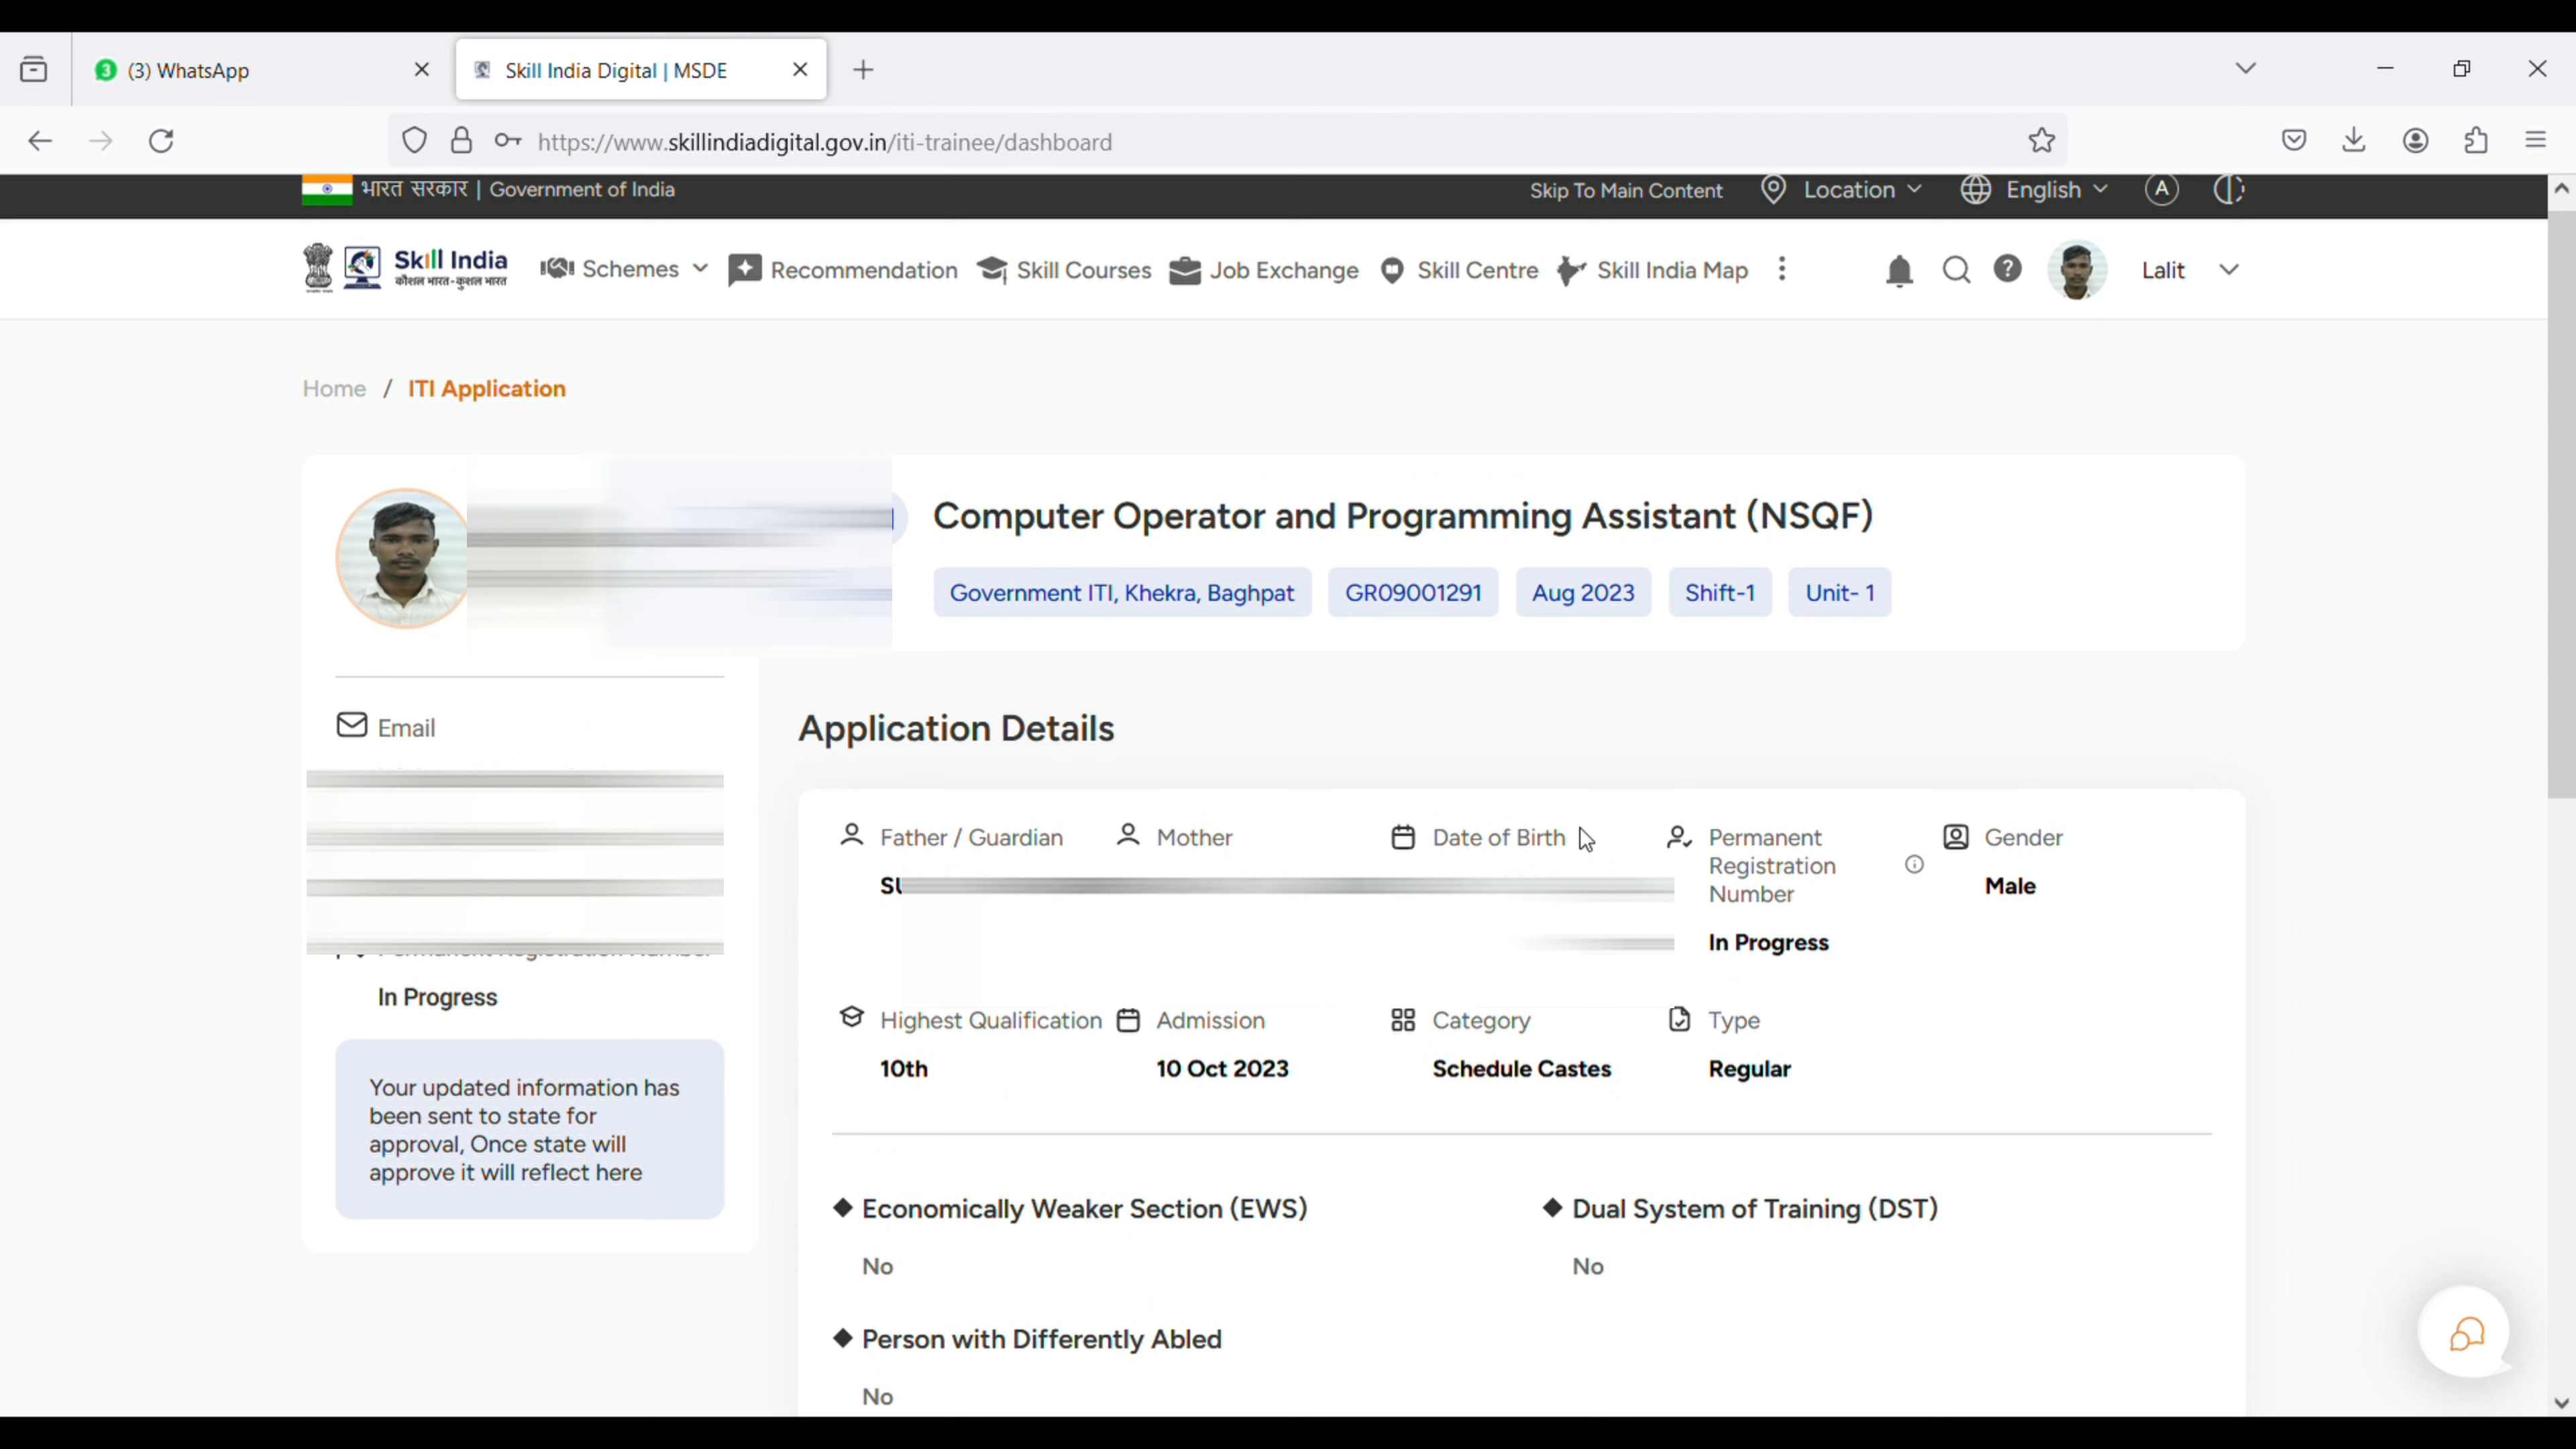 3 (3) WhatsApp
Skill India Digital | MSDE
https://www.skillindiadigital.gov.in/iti-trainee/dashboard
भारत सरकार | Government of India
Skip To Main Content
Location
English
A
Skill India
कौशल भारत-कुशल भारत
Schemes
Recommendation
Skill Courses
Job Exchange
Skill Centre
Skill India Map
Lalit
Home / ITI Application
Computer Operator and Programming Assistant (NSQF)
Government ITI, Khekra, Baghpat
GR09001291
Aug 2023
Shift-1
Unit- 1
Email
In Progress
Your updated information has
been sent to state for
approval, Once state will
approve it will reflect here
Application Details
Father / Guardian
Mother
Date of Birth
Permanent
Registration
Number
In Progress
Gender
Male
Highest Qualification
10th
Admission
10 Oct 2023
Category
Schedule Castes
Type
Regular
Economically Weaker Section (EWS)
No
Dual System of Training (DST)
No
Person with Differently Abled
No